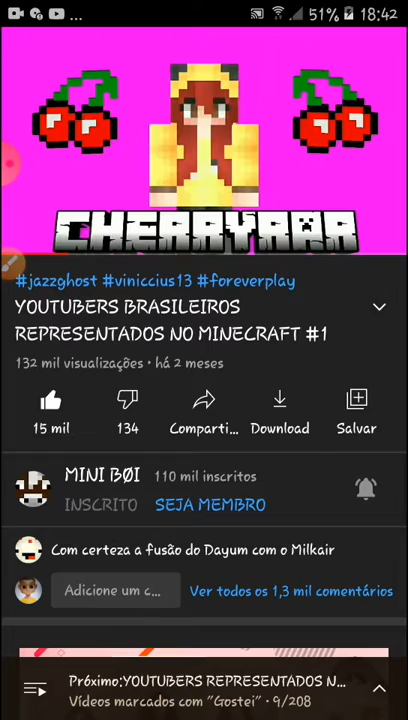 ... 51% 18:42
CHERRYRAR
#jazzghost #viniccius13 #foreverplay
YOUTUBERS BRASILEIROS
REPRESENTADOS NO MINECRAFT #1
132 mil visualizações · há 2 meses
15 mil 134 Comparti... Download Salvar
MINI BØI 110 mil inscritos
INSCRITO SEJA MEMBRO
Com certeza a fusão do Dayum com o Milkair
Adicione um c... Ver todos os 1,3 mil comentários
Próximo:YOUTUBERS REPRESENTADOS N...
Vídeos marcados com "Gostei" · 9/208